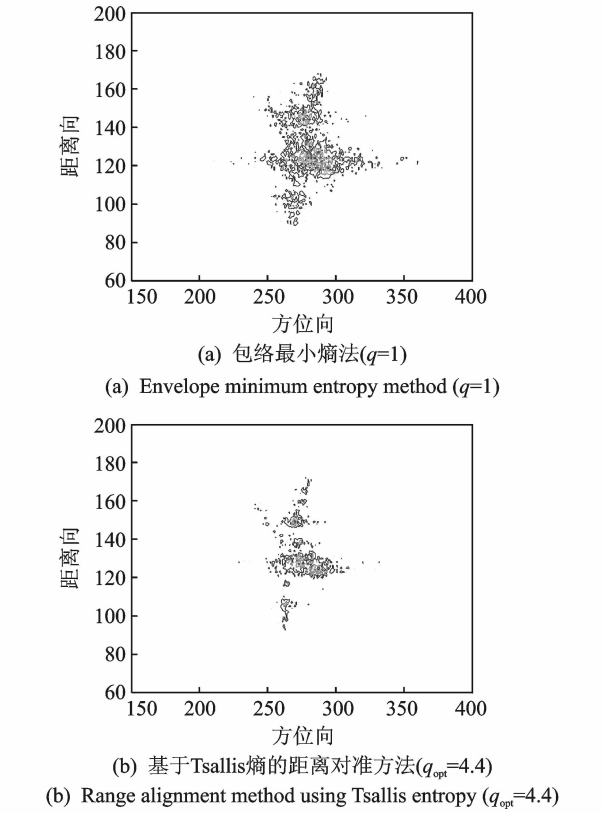 200
180
160
140
120
100
80
60
距离向
150 200 250 300 350 400
方位向
(a) 包络最小熵法(q=1)
(a) Envelope minimum entropy method (q=1)
200
180
160
140
120
100
80
60
距离向
150 200 250 300 350 400
方位向
(b) 基于Tsallis熵的距离对准方法(qopt=4.4)
(b) Range alignment method using Tsallis entropy (qopt=4.4)